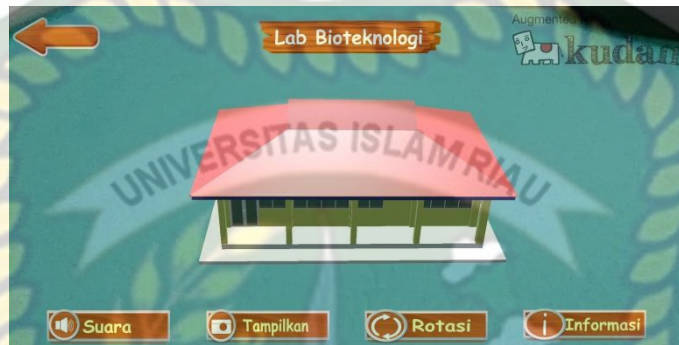 Lab Bioteknologi
Augmented
kudan
UNIVERSITAS ISLAM RIAU
Suara
Tampilkan
Rotasi
Informasi